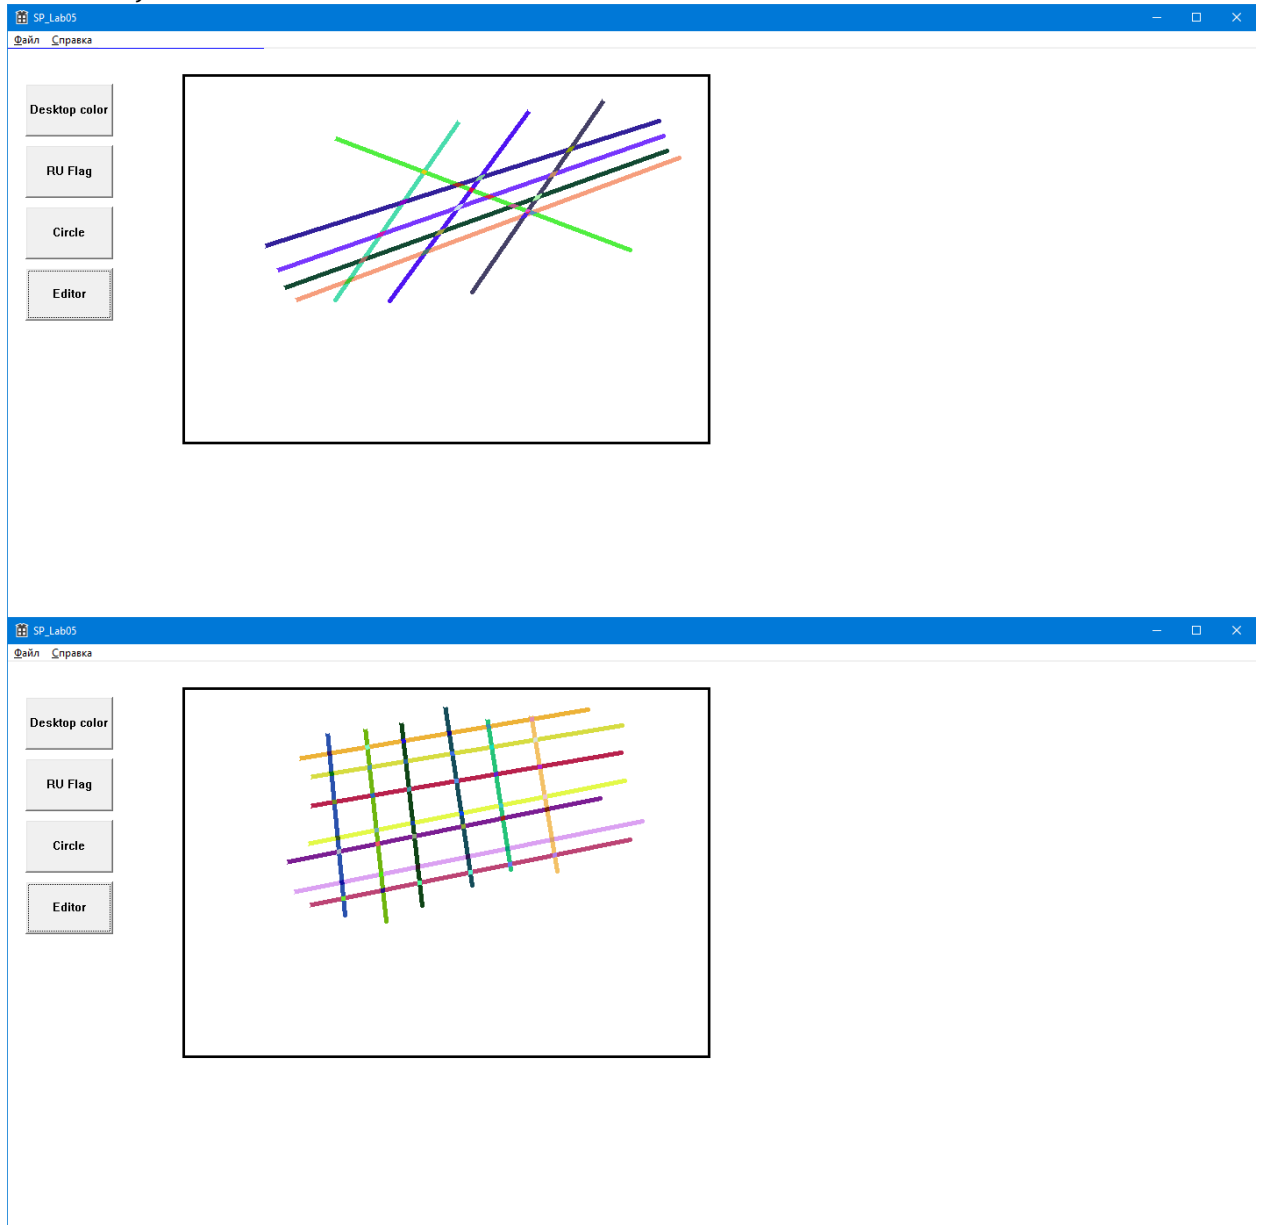 SP_Lab05
Файл Справка
Desktop color
RU Flag
Circle
Editor
SP_Lab05
Файл Справка
Desktop color
RU Flag
Circle
Editor